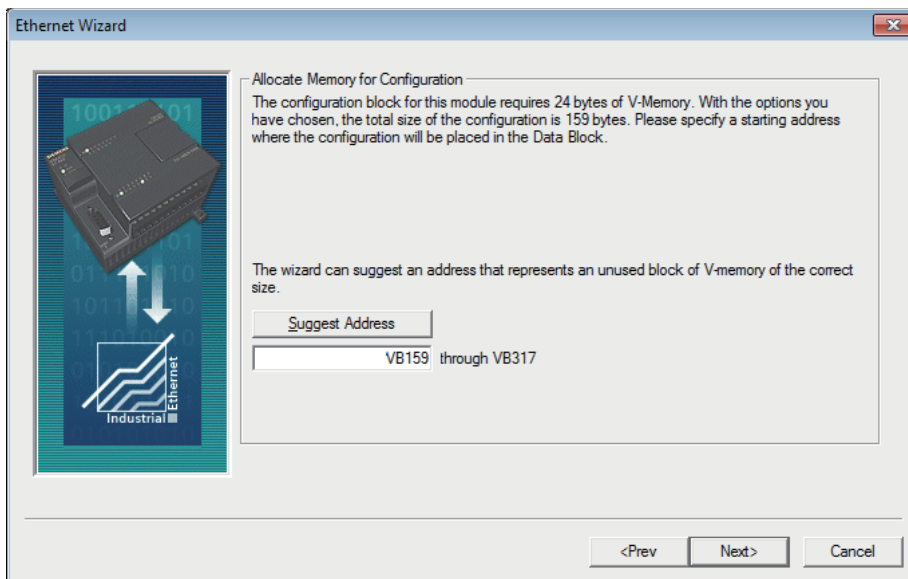 Ethernet Wizard
Allocate Memory for Configuration
The configuration block for this module requires 24 bytes of V-Memory. With the options you
have chosen, the total size of the configuration is 159 bytes. Please specify a starting address
where the configuration will be placed in the Data Block.
The wizard can suggest an address that represents an unused block of V-memory of the correct
size.
Suggest Address
VB159 through VB317
Industrial
Ethernet
<Prev
Next>
Cancel